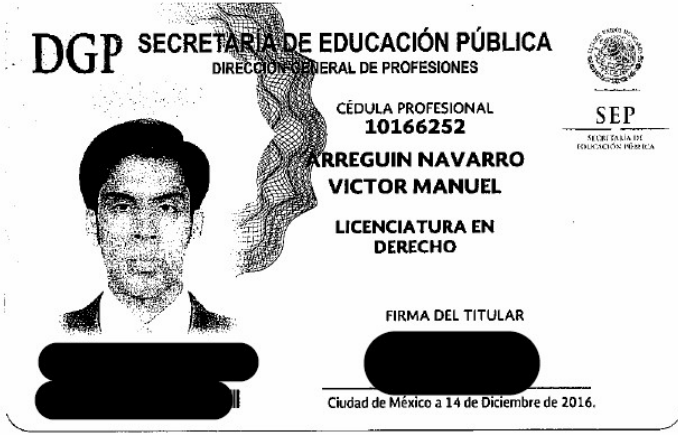 DGP SECRETARÍA DE EDUCACIÓN PÚBLICA
DIRECCIÓN GENERAL DE PROFESIONES
CÉDULA PROFESIONAL
10166252
SEP
SECRETARÍA DE
EDUCACIÓN PÚBLICA
ARREGUIN NAVARRO
VICTOR MANUEL
LICENCIATURA EN
DERECHO
FIRMA DEL TITULAR
Ciudad de México a 14 de Diciembre de 2016.